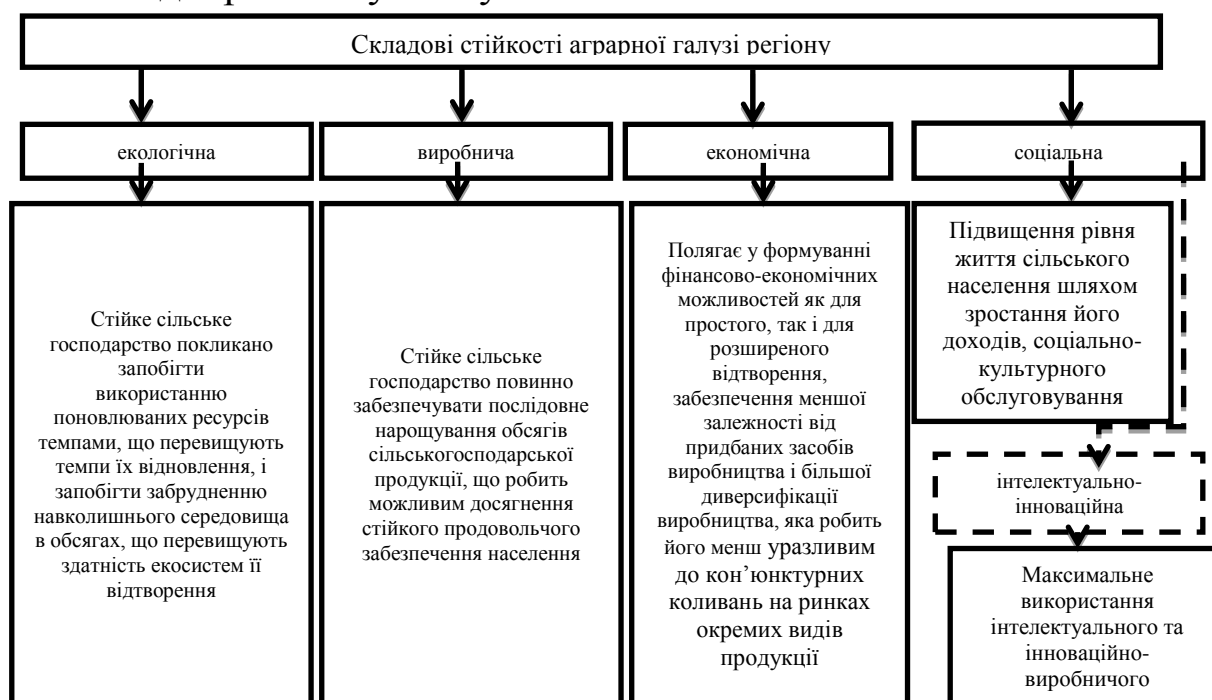 Складові стійкості аграрної галузі регіону
екологічна
виробнича
економічна
соціальна
Стійке сільське
господарство покликано
запобігти
використанню
поновлюваних ресурсів
темпами, що перевищують
темпи їх відновлення, і
запобігти забрудненню
навколишнього середовища
в обсягах, що перевищують
здатність екосистем її
відтворення
Стійке сільське
господарство повинно
забезпечувати послідовне
нарощування обсягів
сільськогосподарської
продукції, що робить
можливим досягнення
стійкого продовольчого
забезпечення населення
Полягає у формуванні
фінансово-економічних
можливостей як для
простого, так і для
розширеного
відтворення,
забезпечення меншої
залежності від
придбаних засобів
виробництва і більшої
диверсифікації
виробництва, яка робить
його менш уразливим
до кон’юнктурних
коливань на ринках
окремих видів
продукції
Підвищення рівня
життя сільського
населення шляхом
зростання його
доходів, соціально-
культурного
обслуговування
інтелектуально-
інноваційна
Максимальне
використання
інтелектуального та
інноваційно-
виробничого